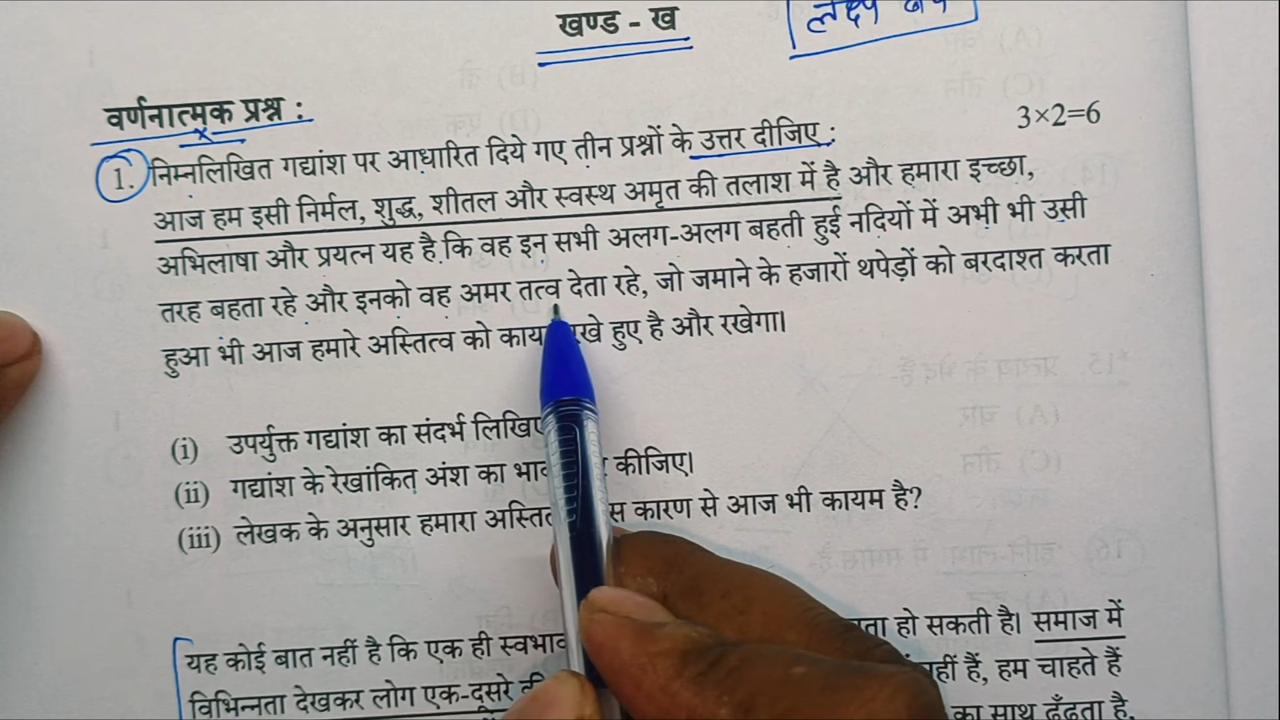 खण्ड - ख
लक्ष्य
वर्णनात्मक प्रश्न :
3×2=6
1. निम्नलिखित गद्यांश पर आधारित दिये गए तीन प्रश्नों के उत्तर दीजिए :
आज हम इसी निर्मल, शुद्ध, शीतल और स्वस्थ अमृत की तलाश में है और हमारा इच्छा,
अभिलाषा और प्रयत्न यह है कि वह इन सभी अलग-अलग बहती हुई नदियों में अभी भी उसी
तरह बहता रहे और इनको वह अमर तत्व देता रहे, जो जमाने के हजारों थपेड़ों को बरदाश्त करता
हुआ भी आज हमारे अस्तित्व को रखे हुए है और रखेगा।
(i) उपर्युक्त गद्यांश का संदर्भ लिखिए
(ii) गद्यांश के रेखांकित अंश का कीजिए।
(iii) लेखक के अनुसार हमारा कारण से आज भी कायम है?
यह कोई बात नहीं है कि एक ही हो सकती है। समाज में
विभिन्नता देखकर लोग एक-दूसरे की नहीं हैं, हम चाहते हैं
का साथ ढूँढता है,